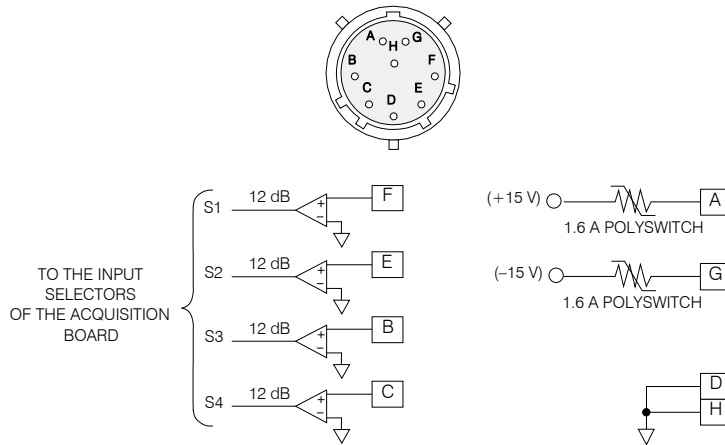 A
H
G
B
F
C
D
E
S1 12 dB + − F
S2 12 dB + − E
S3 12 dB + − B
S4 12 dB + − C
TO THE INPUT
SELECTORS
OF THE ACQUISITION
BOARD
(+15 V) A
1.6 A POLYSWITCH
(−15 V) G
1.6 A POLYSWITCH
D
H